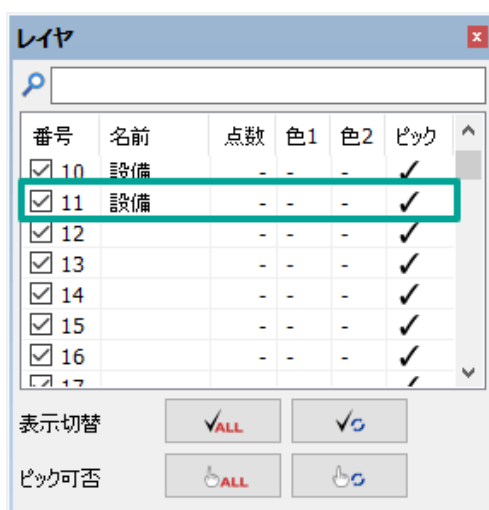 レイヤ
番号 名前 点数 色1 色2 ピック
10 設備 - - -
11 設備 - - -
12 - - -
13 - - -
14 - - -
15 - - -
16 - - -
17
表示切替 ALL
ピック可否 ALL